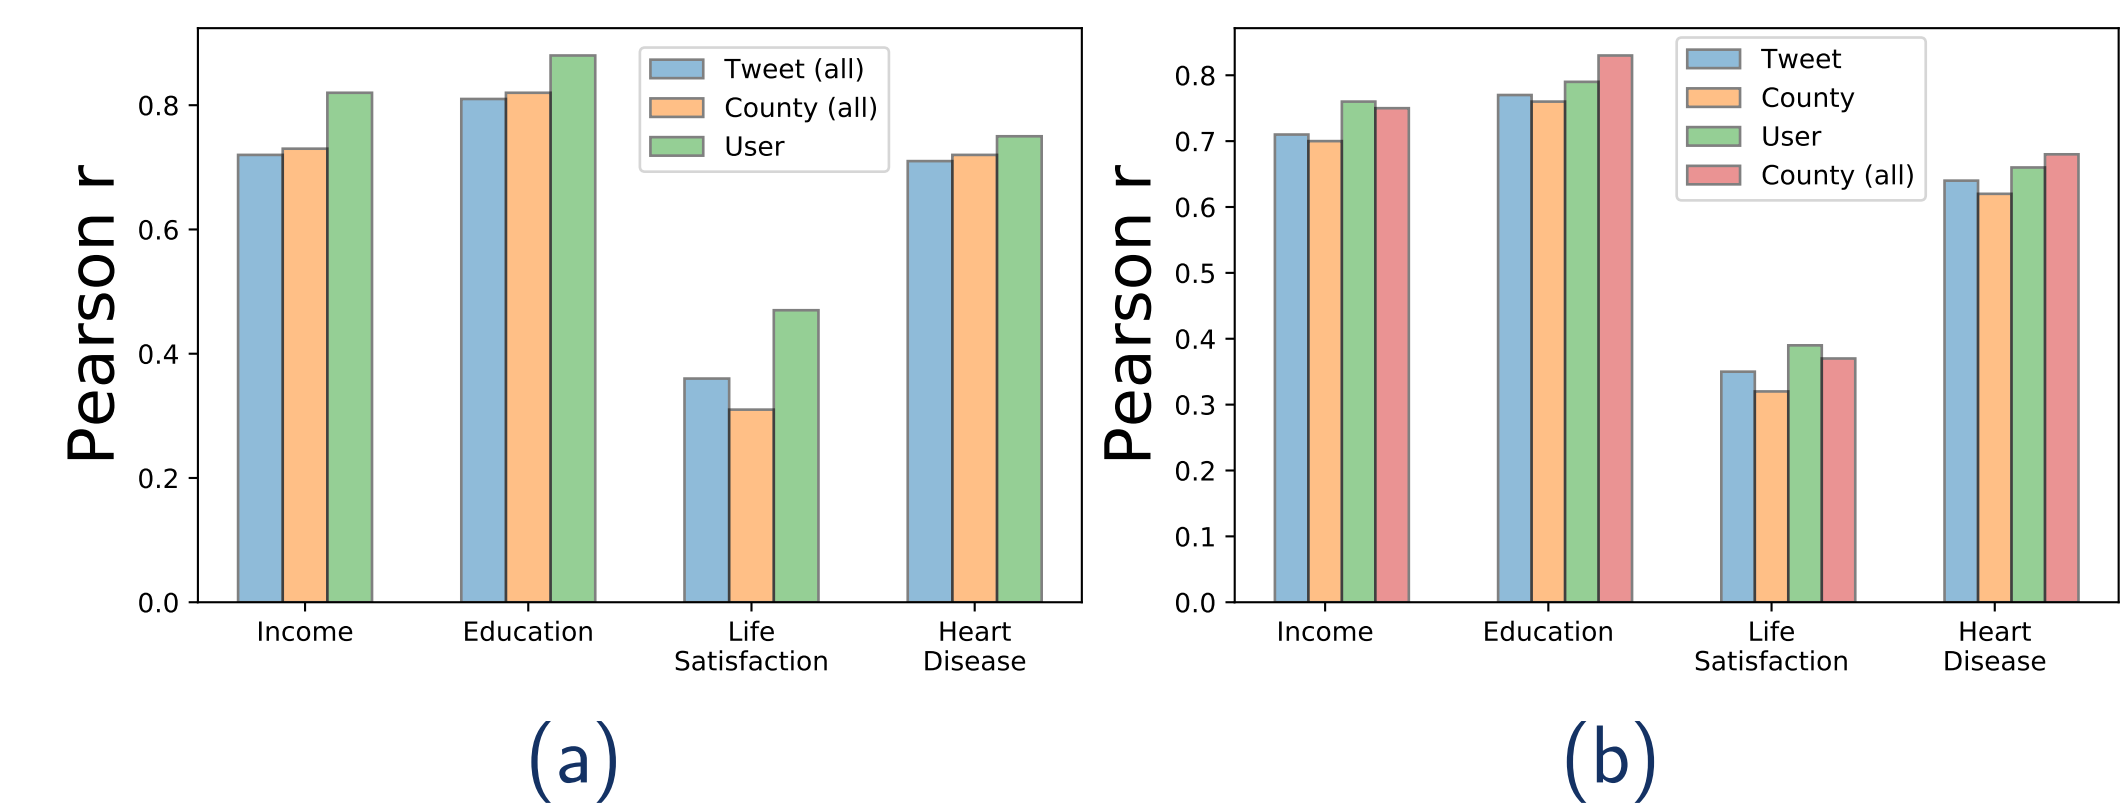 Pearson r
0.8
0.6
0.4
0.2
0.0
Tweet (all)
County (all)
User
Income
Education
Life
Satisfaction
Heart
Disease
(a)
Pearson r
0.8
0.7
0.6
0.5
0.4
0.3
0.2
0.1
0.0
Tweet
County
User
County (all)
Income
Education
Life
Satisfaction
Heart
Disease
(b)